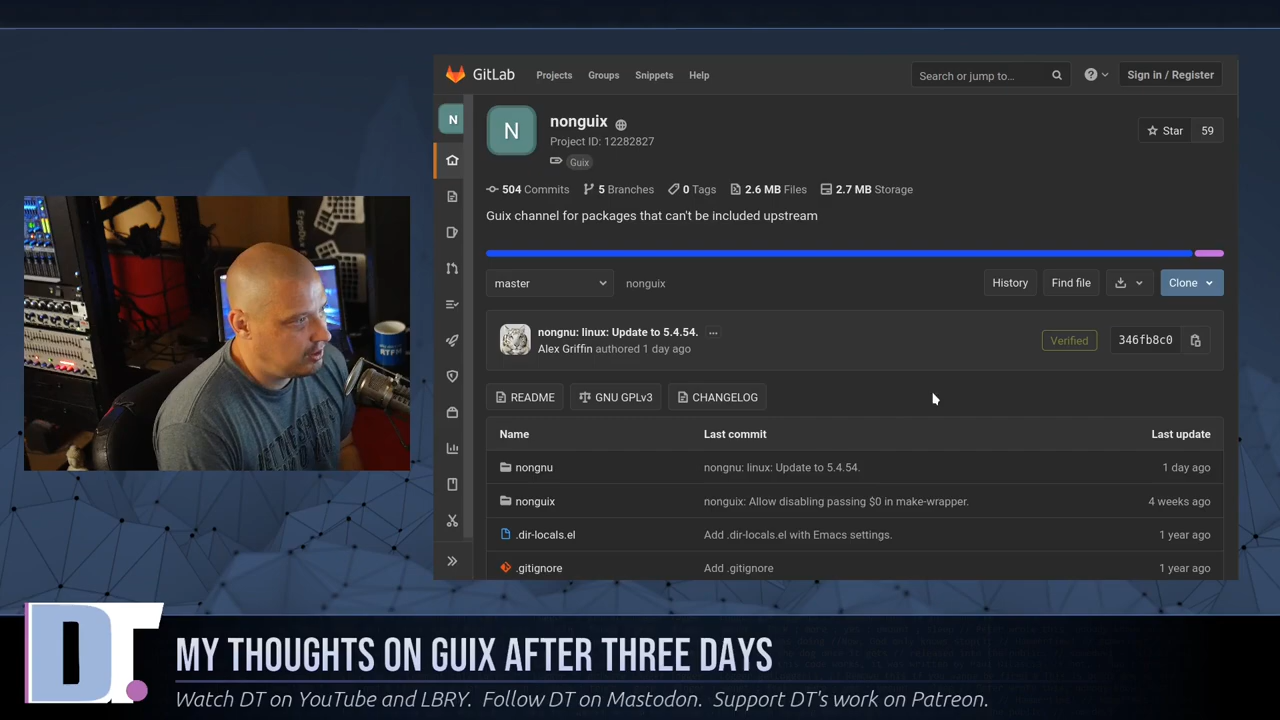 GitLab Projects Groups Snippets Help Search or jump to... Sign in / Register
N
N
nonguix
Project ID: 12282827
Guix
Star 59
504 Commits 5 Branches 0 Tags 2.6 MB Files 2.7 MB Storage
Guix channel for packages that can't be included upstream
master nonguix History Find file Clone
nongnu: linux: Update to 5.4.54. ...
Alex Griffin authored 1 day ago
Verified 346fb8c0
README GNU GPLv3 CHANGELOG
Name Last commit Last update
nongnu nongnu: linux: Update to 5.4.54. 1 day ago
nonguix nonguix: Allow disabling passing $0 in make-wrapper. 4 weeks ago
.dir-locals.el Add .dir-locals.el with Emacs settings. 1 year ago
.gitignore Add .gitignore 1 year ago
RTFM
DT.
MY THOUGHTS ON GUIX AFTER THREE DAYS
Watch DT on YouTube and LBRY. Follow DT on Mastodon. Support DT's work on Patreon.